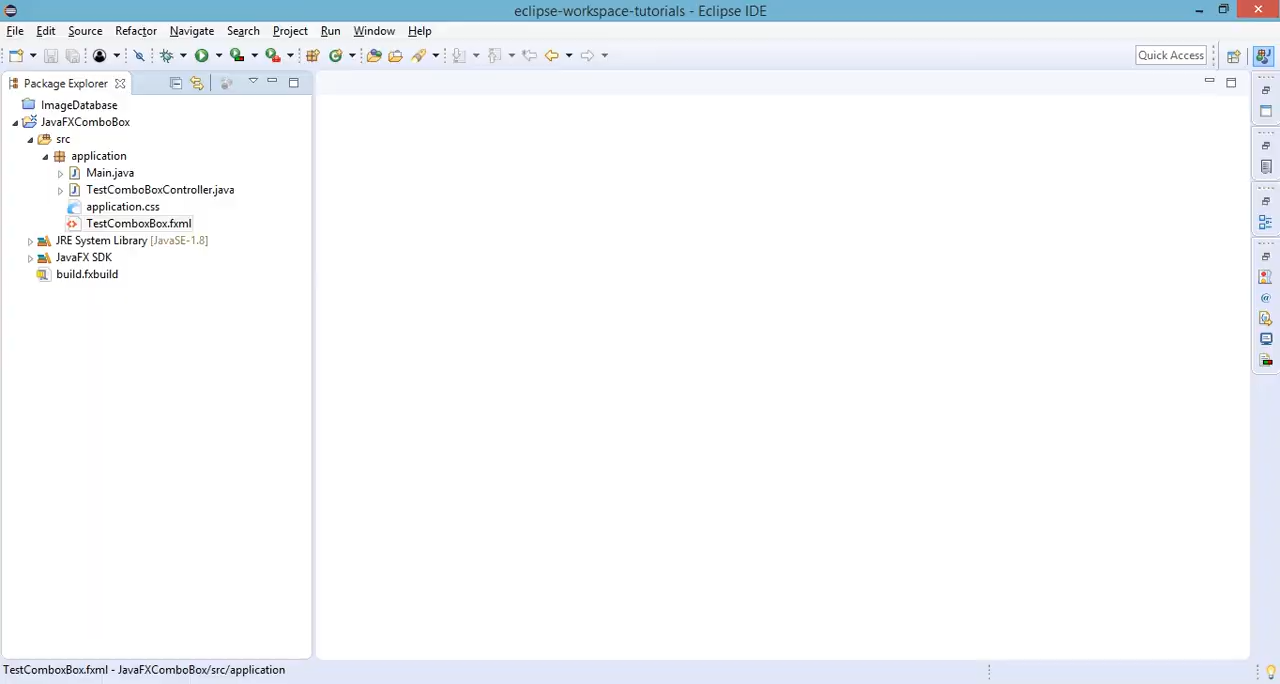 eclipse-workspace-tutorials - Eclipse IDE
File Edit Source Refactor Navigate Search Project Run Window Help
Quick Access
Package Explorer
ImageDatabase
JavaFXComboBox
src
application
Main.java
TestComboBoxController.java
application.css
TestComboxBox.fxml
JRE System Library [JavaSE-1.8]
JavaFX SDK
build.fxbuild
TestComboxBox.fxml - JavaFXComboBox/src/application